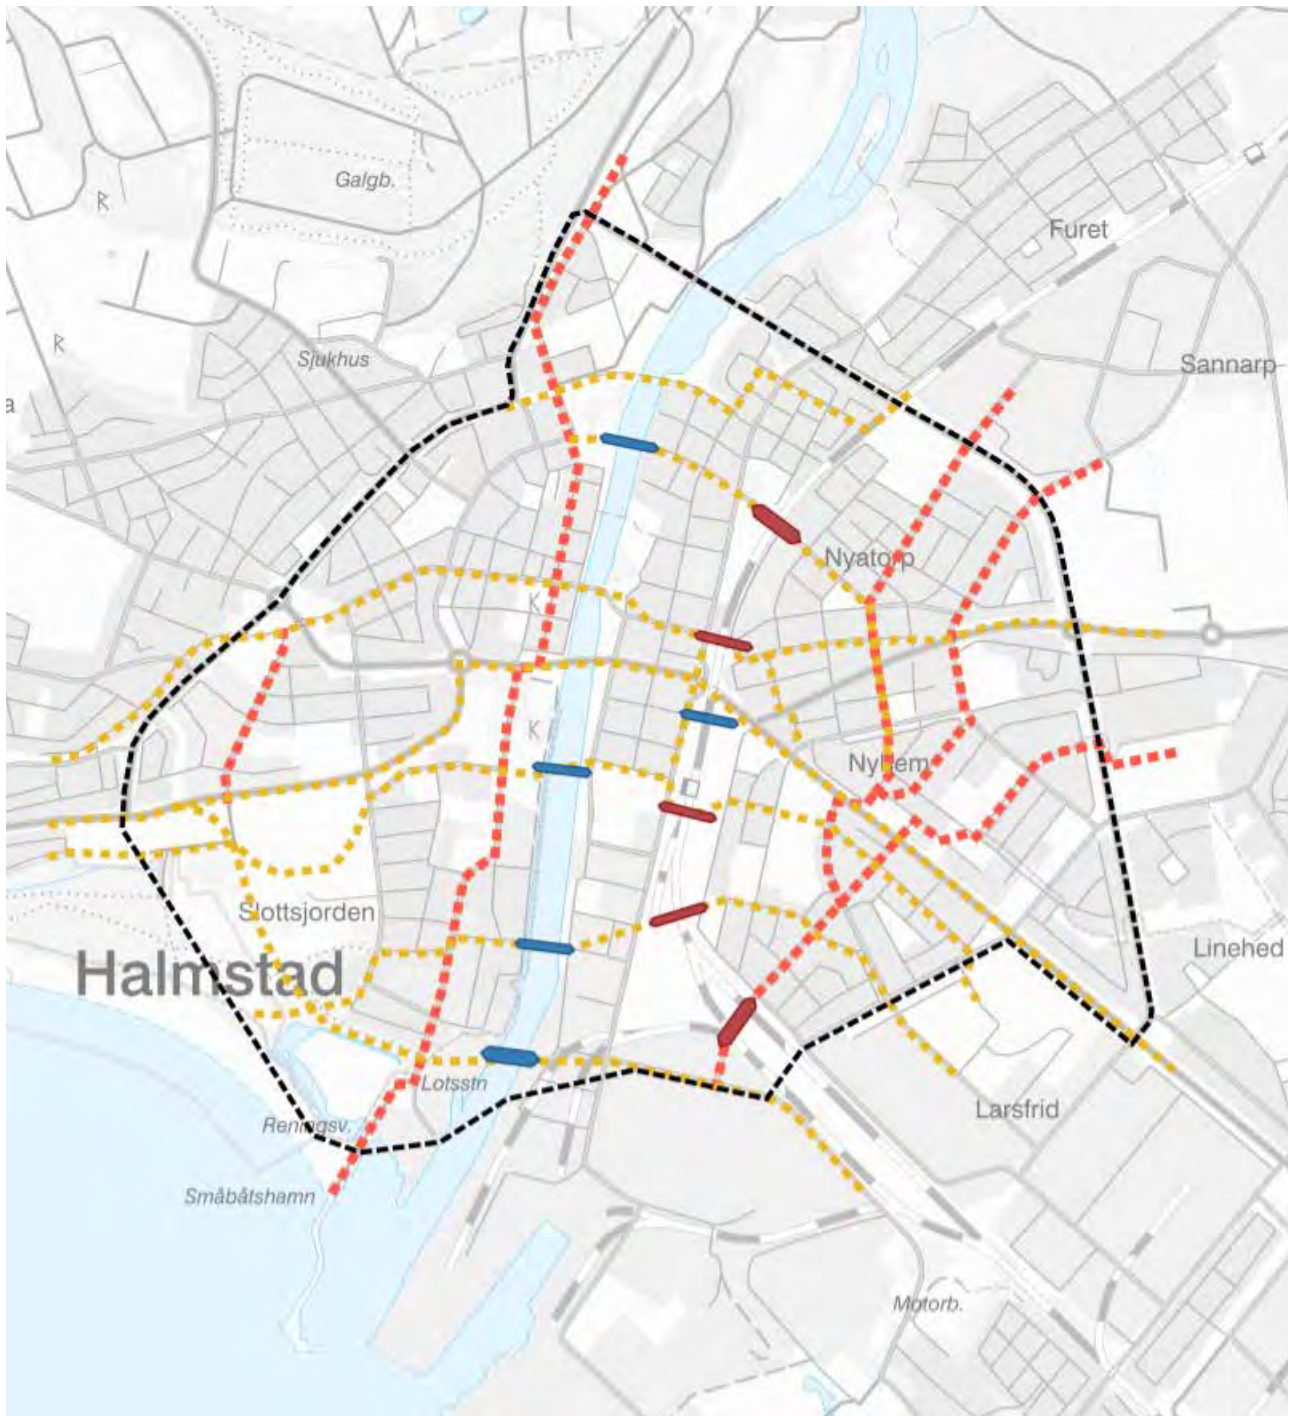 Galgb.
R
Furet
R
Sjukhus
Sannarp
a
Nyatorp
K
K
Nyhem
Slottsjorden
Halmstad
Linehed
Lotsstn
Reningsv.
Larsfrid
Småbåtshamn
Motorb.